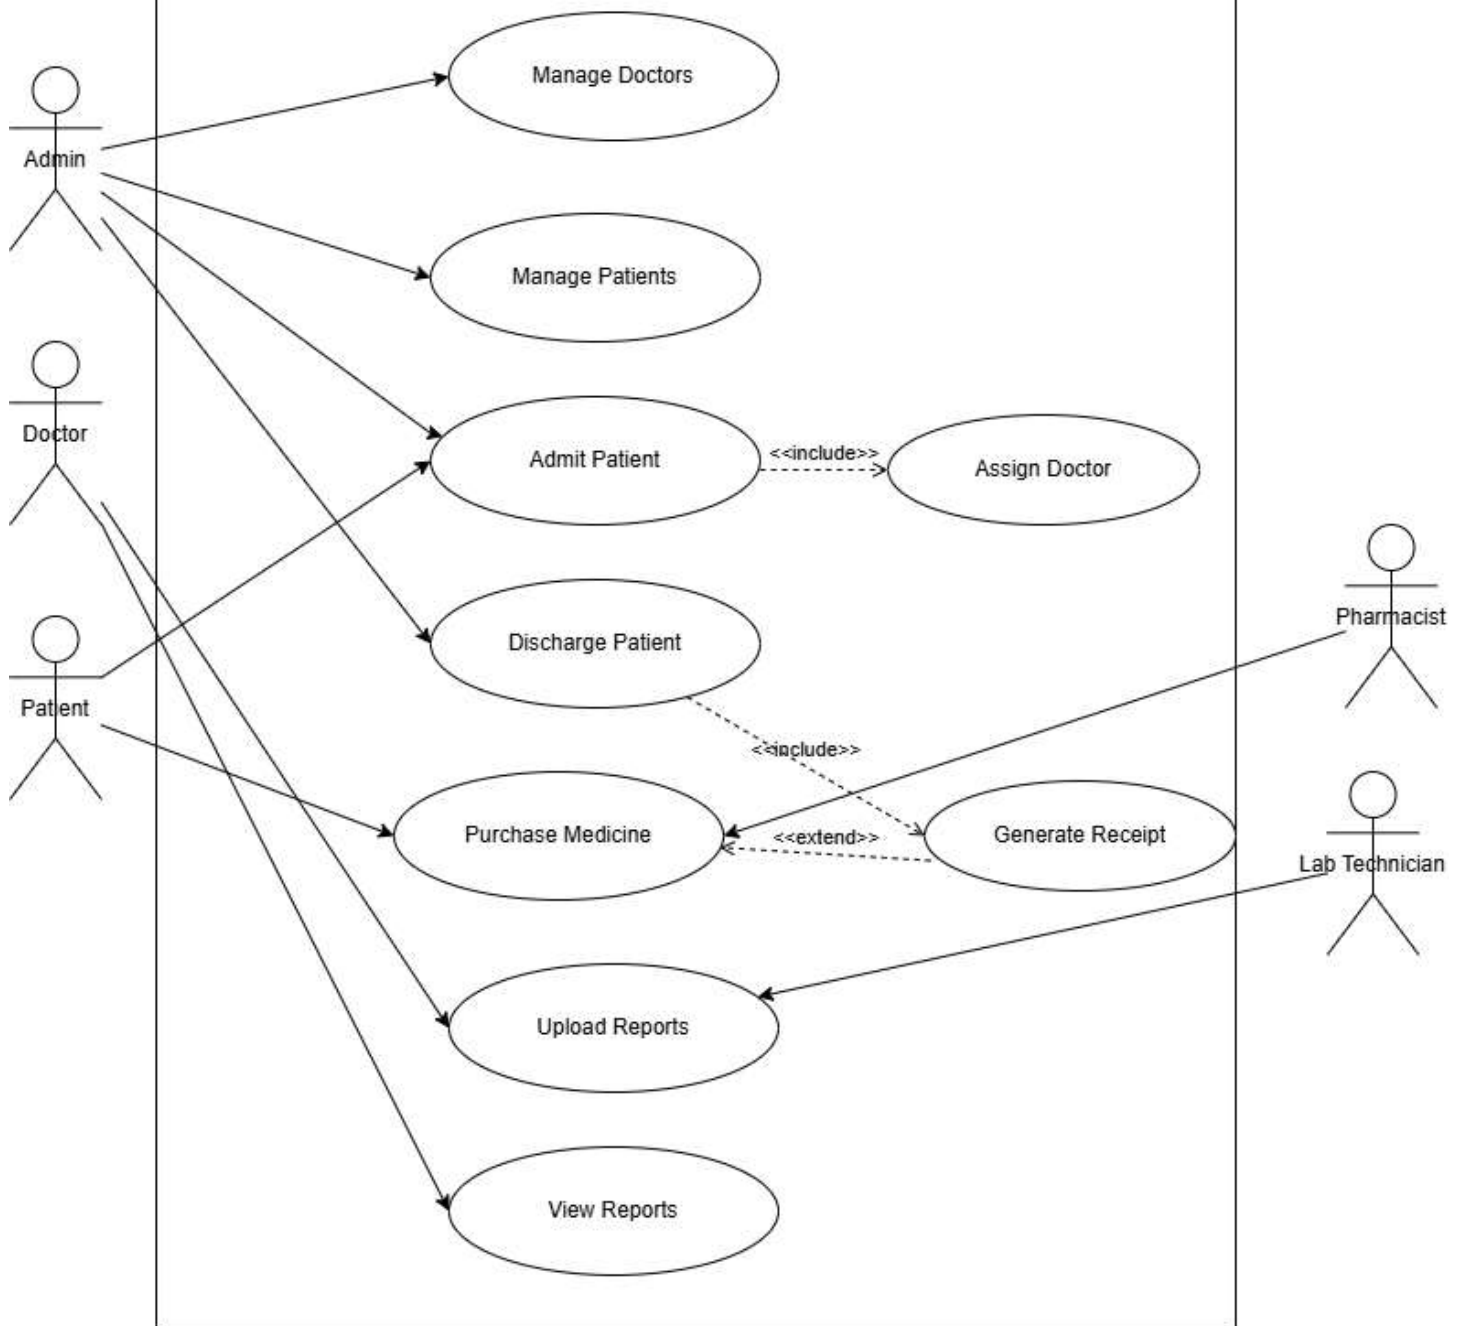 Manage Doctors
Admin
Manage Patients
Doctor
Admit Patient
<<include>>
Assign Doctor
Pharmacist
Discharge Patient
Patient
<<include>>
Purchase Medicine
<<extend>>
Generate Receipt
Lab Technician
Upload Reports
View Reports